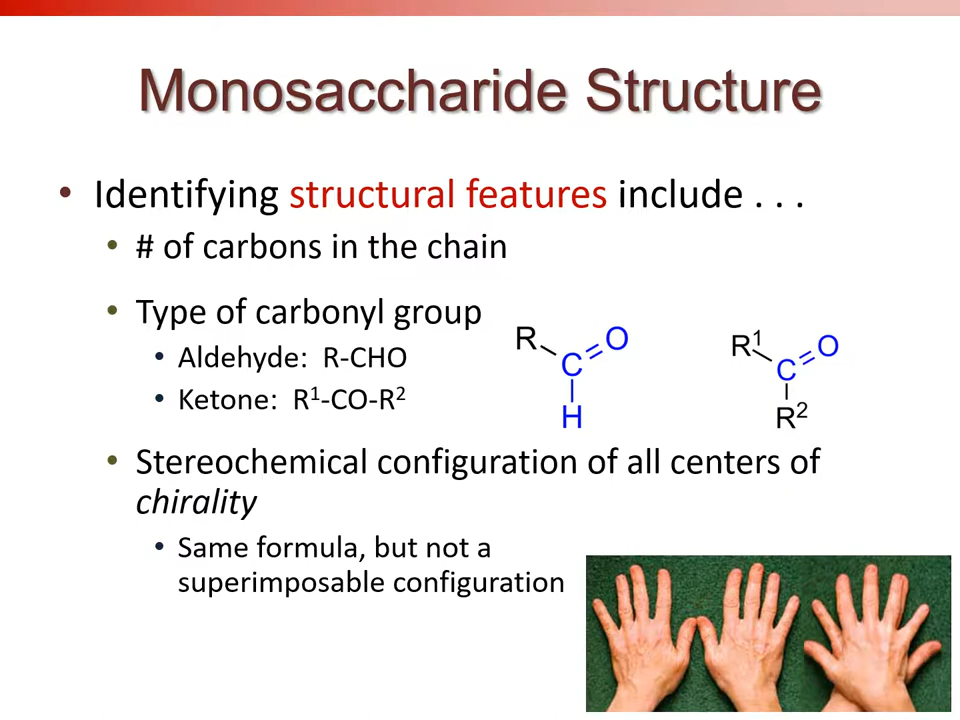 Monosaccharide Structure
• Identifying structural features include . . .
• # of carbons in the chain
• Type of carbonyl group
• Aldehyde: R-CHO
• Ketone: R¹-CO-R²
R
O
C
H
R¹
O
C
R²
• Stereochemical configuration of all centers of
chirality
• Same formula, but not a
superimposable configuration